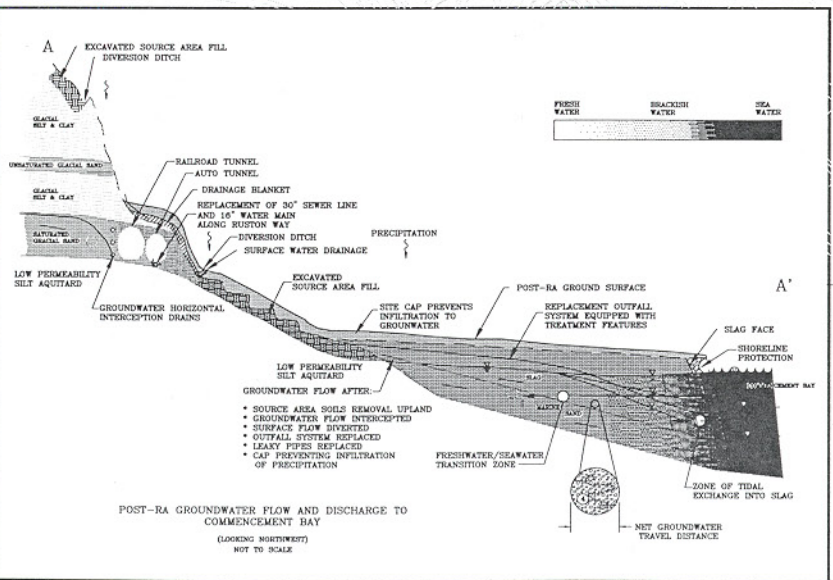 A
EXCAVATED SOURCE AREA FILL
DIVERSION DITCH
GLACIAL
SILT & CLAY
UNSATURATED GLACIAL SAND
GLACIAL
SILT & CLAY
SATURATED
GLACIAL SAND
LOW PERMEABILITY
SILT AQUITARD
GROUNDWATER HORIZONTAL
INTERCEPTION DRAINS
RAILROAD TUNNEL
AUTO TUNNEL
DRAINAGE BLANKET
REPLACEMENT OF 30" SEWER LINE
AND 16" WATER MAIN
ALONG RUSTON WAY
DIVERSION DITCH
SURFACE WATER DRAINAGE
PRECIPITATION
EXCAVATED
SOURCE AREA FILL
SITE CAP PREVENTS
INFILTRATION TO
GROUNWATER
FRESH
WATER
BRACKISH
WATER
SEA
WATER
A'
POST-RA GROUND SURFACE
REPLACEMENT OUTFALL
SYSTEM EQUIPPED WITH
TREATMENT FEATURES
SLAG FACE
SHORELINE
PROTECTION
SLAG
MARINE SAND
LOW PERMEABILITY
SILT AQUITARD
GROUNDWATER FLOW AFTER:
* SOURCE AREA SOILS REMOVAL UPLAND
* GROUNDWATER FLOW INTERCEPTED
* SURFACE FLOW DIVERTED
* OUTFALL SYSTEM REPLACED
* LEAKY PIPES REPLACED
* CAP PREVENTING INFILTRATION
OF PRECIPITATION
FRESHWATER/SEAWATER
TRANSITION ZONE
ZONE OF TIDAL
EXCHANGE INTO SLAG
4
NET GROUNDWATER
TRAVEL DISTANCE
POST-RA GROUNDWATER FLOW AND DISCHARGE TO
COMMENCEMENT BAY
(LOOKING NORTHWEST)
NOT TO SCALE